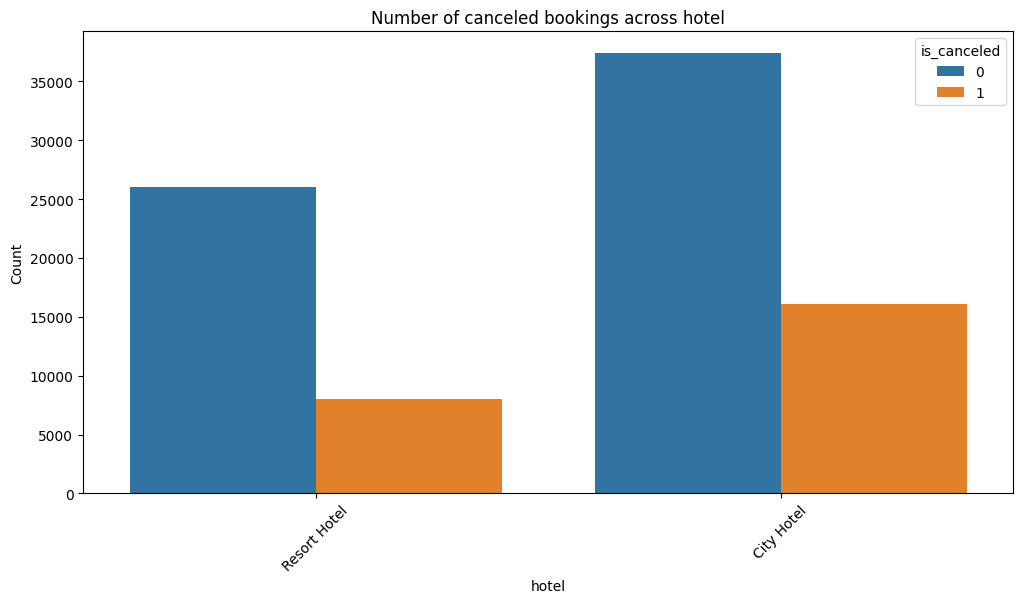 Number of canceled bookings across hotel
is_canceled
0
1
35000
30000
25000
20000
15000
10000
5000
0
Count
Resort Hotel
City Hotel
hotel